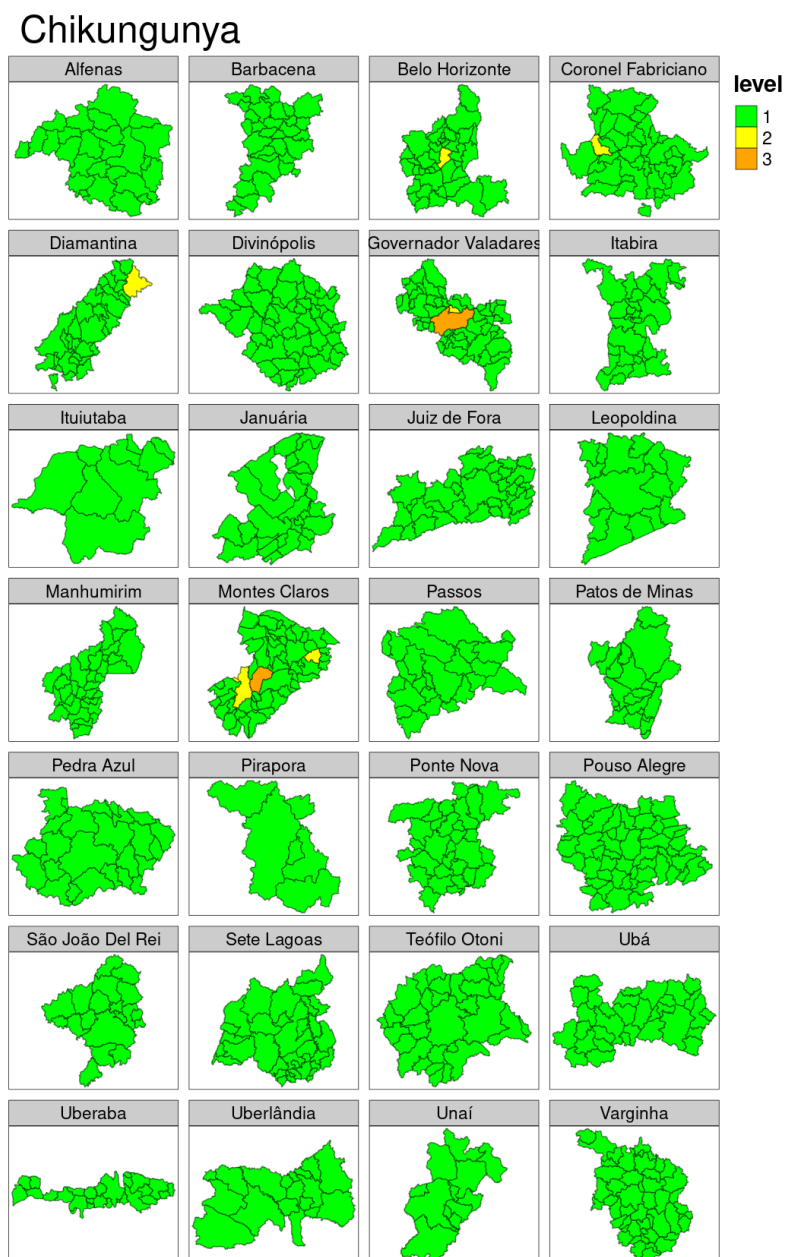 Chikungunya
Alfenas
Barbacena
Belo Horizonte
Coronel Fabriciano
level
1
2
3
Diamantina
Divinópolis
Governador Valadares
Itabira
Ituiutaba
Januária
Juiz de Fora
Leopoldina
Manhumirim
Montes Claros
Passos
Patos de Minas
Pedra Azul
Pirapora
Ponte Nova
Pouso Alegre
São João Del Rei
Sete Lagoas
Teófilo Otoni
Ubá
Uberaba
Uberlândia
Unaí
Varginha